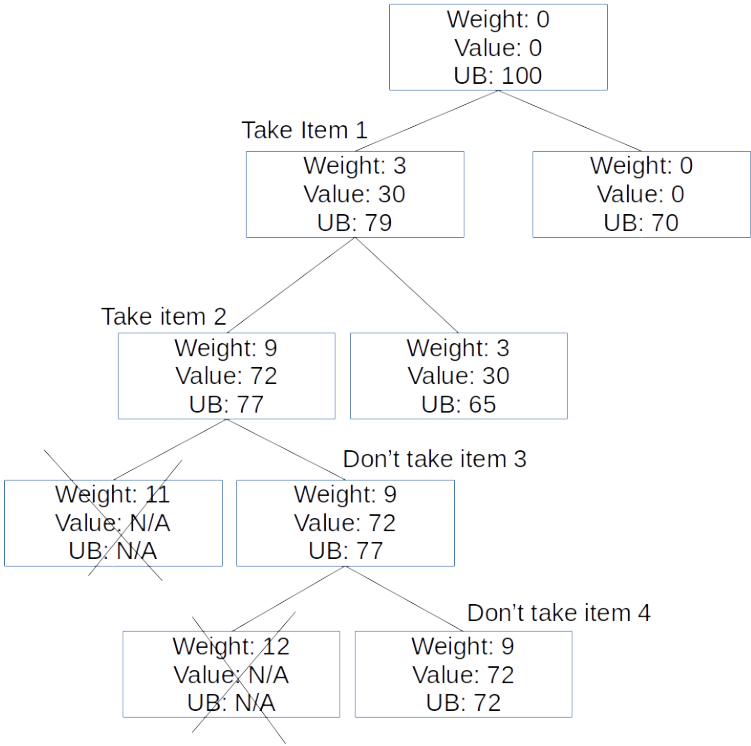 Weight: 0
Value: 0
UB: 100
Take Item 1
Weight: 3
Value: 30
UB: 79
Weight: 0
Value: 0
UB: 70
Take item 2
Weight: 9
Value: 72
UB: 77
Weight: 3
Value: 30
UB: 65
Don’t take item 3
Weight: 11
Value: N/A
UB: N/A
Weight: 9
Value: 72
UB: 77
Don’t take item 4
Weight: 12
Value: N/A
UB: N/A
Weight: 9
Value: 72
UB: 72